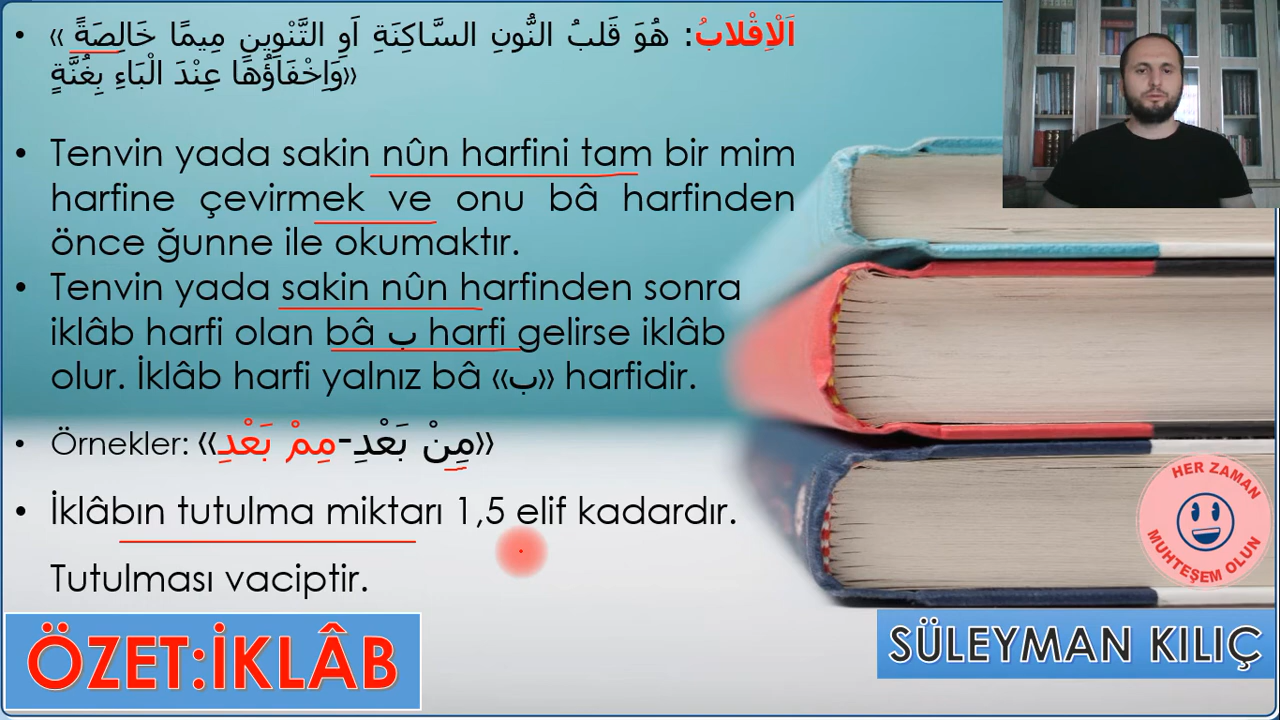 • اَلْاِقْلابُ: هُوَ قَلبُ النُّونِ السَّاكِنَةِ اَوِ التَّنْوِينِ مِيمًا خَالِصَةً »
وَاِخْفَاؤُهَا عِنْدَ الْبَاءِ بِغُنَّةٍ«
• Tenvin yada sakin nûn harfini tam bir mim
harfine çevirmek ve onu bâ harfinden
önce ğunne ile okumaktır.
• Tenvin yada sakin nûn harfinden sonra
iklâb harfi olan bâ ب harfi gelirse iklâb
olur. İklâb harfi yalnız bâ «ب» harfidir.
• Örnekler: «مِنْ بَعْدِ-مِمْ بَعْدِ»
• İklâbın tutulma miktarı 1,5 elif kadardır.
Tutulması vaciptir.
HER ZAMAN
MUHTEŞEM OLUN
ÖZET:İKLÂB
SÜLEYMAN KILIÇ